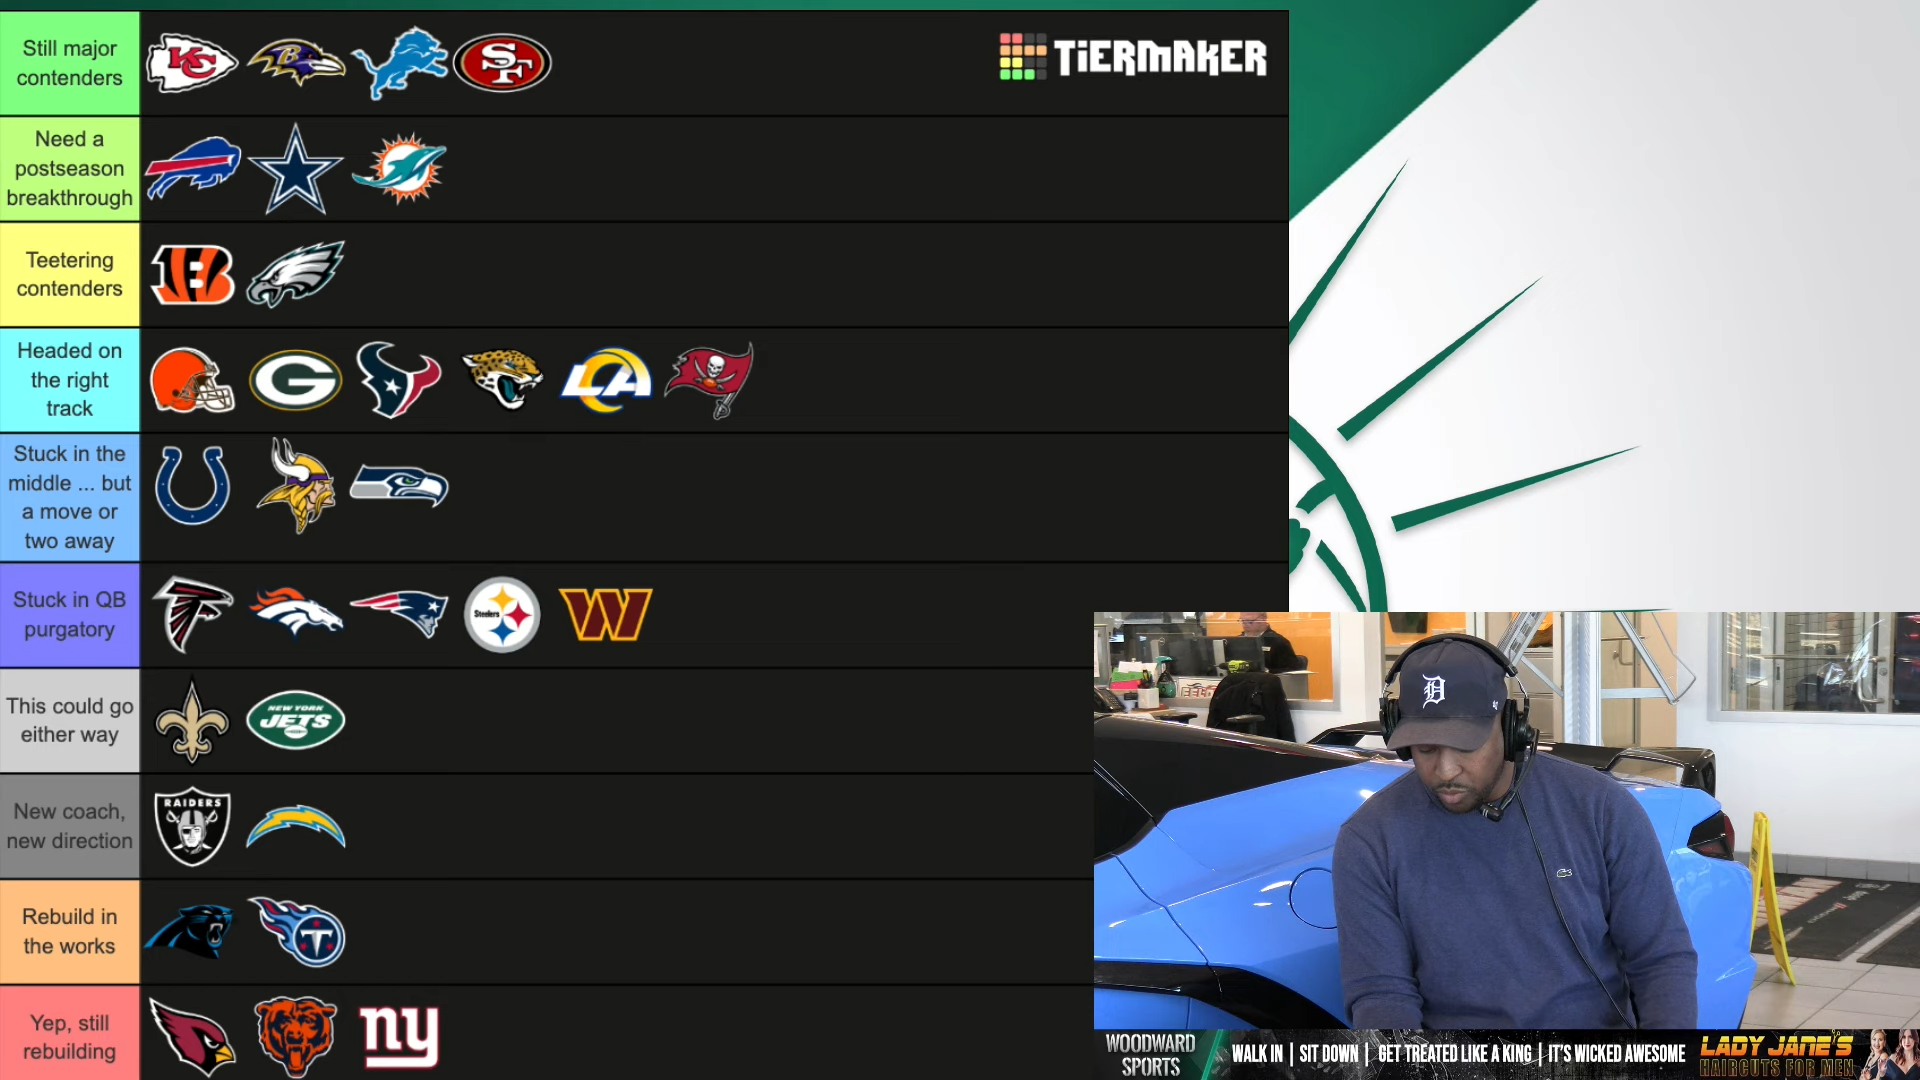 Still major
contenders
KC
B
SF
TiERMAKER
Need a
postseason
breakthrough
Teetering
contenders
B
Headed on
the right
track
G
LA
Stuck in the
middle ... but
a move or
two away
Stuck in QB
purgatory
Steelers
W
This could go
either way
NEW YORK
JETS
New coach,
new direction
RAIDERS
Rebuild in
the works
T
Yep, still
rebuilding
ny
D
WOODWARD
SPORTS
WALK IN | SIT DOWN | GET TREATED LIKE A KING | IT'S WICKED AWESOME
LADY JANE'S
HAIRCUTS FOR MEN